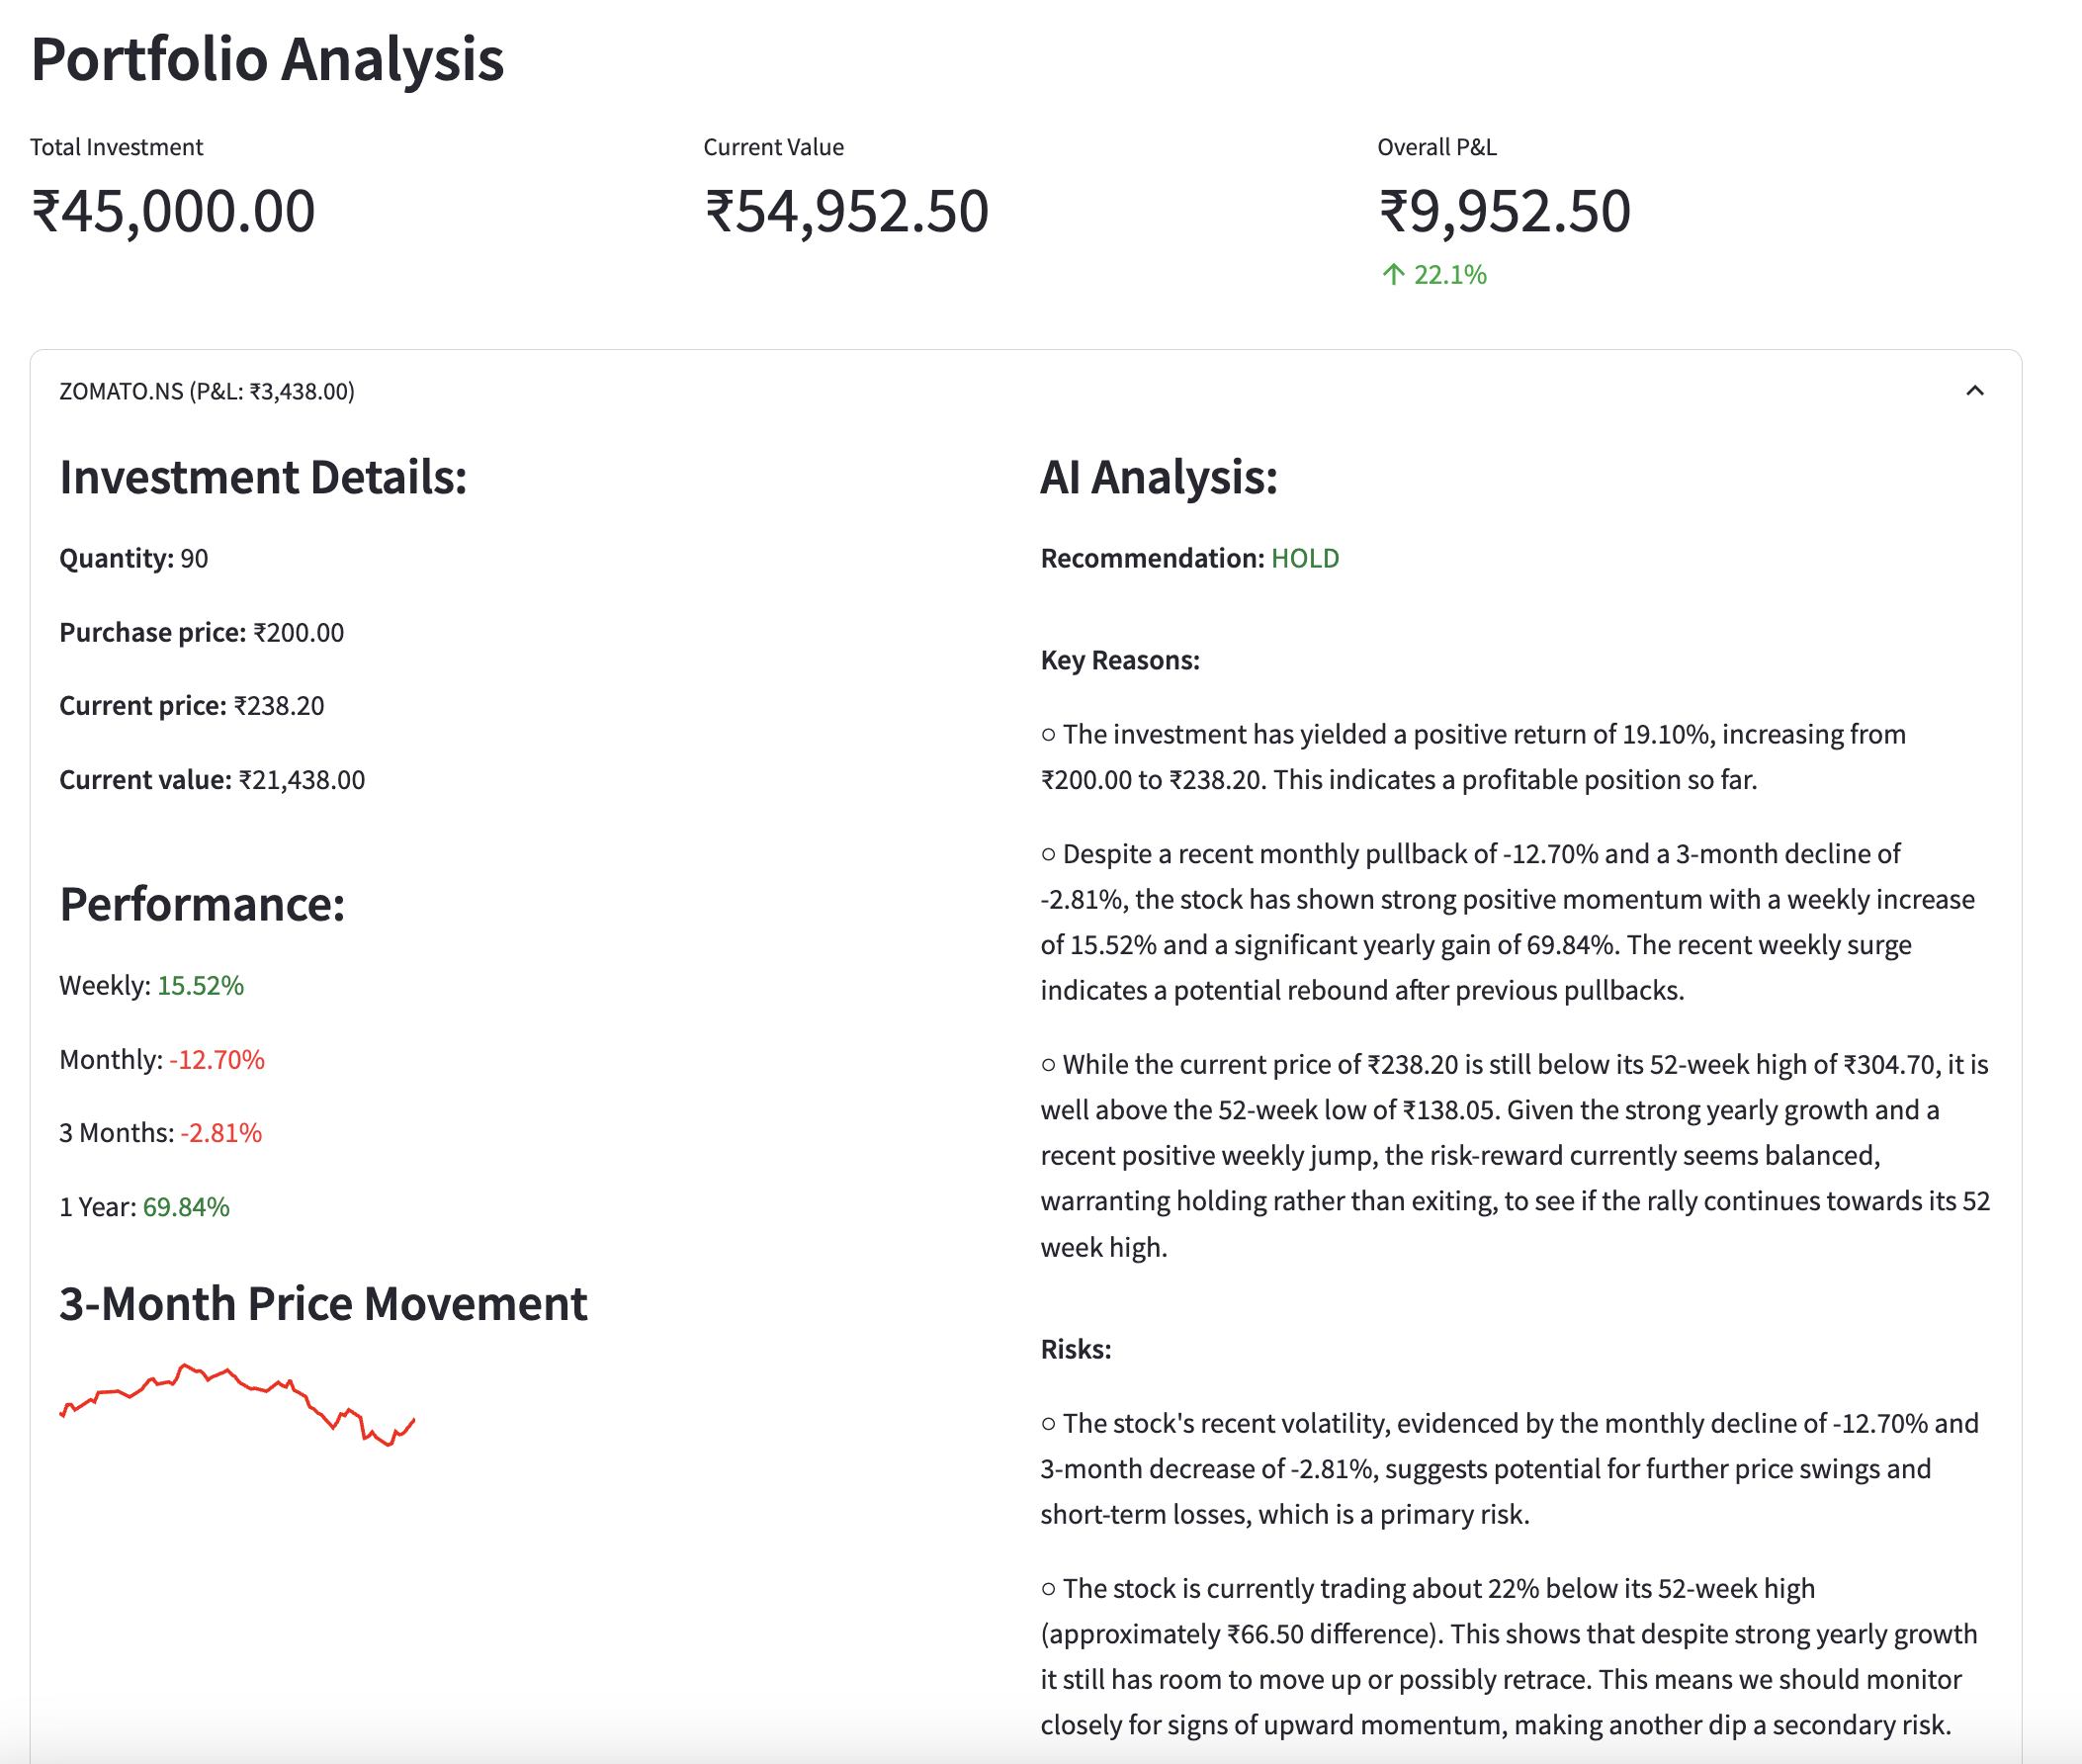 Portfolio Analysis
Total Investment
₹45,000.00
Current Value
₹54,952.50
Overall P&L
₹9,952.50
↑ 22.1%
ZOMATO.NS (P&L: ₹3,438.00)
Investment Details:
Quantity: 90
Purchase price: ₹200.00
Current price: ₹238.20
Current value: ₹21,438.00
Performance:
Weekly: 15.52%
Monthly: -12.70%
3 Months: -2.81%
1 Year: 69.84%
3-Month Price Movement
AI Analysis:
Recommendation: HOLD
Key Reasons:
○ The investment has yielded a positive return of 19.10%, increasing from
₹200.00 to ₹238.20. This indicates a profitable position so far.
○ Despite a recent monthly pullback of -12.70% and a 3-month decline of
-2.81%, the stock has shown strong positive momentum with a weekly increase
of 15.52% and a significant yearly gain of 69.84%. The recent weekly surge
indicates a potential rebound after previous pullbacks.
○ While the current price of ₹238.20 is still below its 52-week high of ₹304.70, it is
well above the 52-week low of ₹138.05. Given the strong yearly growth and a
recent positive weekly jump, the risk-reward currently seems balanced,
warranting holding rather than exiting, to see if the rally continues towards its 52
week high.
Risks:
○ The stock's recent volatility, evidenced by the monthly decline of -12.70% and
3-month decrease of -2.81%, suggests potential for further price swings and
short-term losses, which is a primary risk.
○ The stock is currently trading about 22% below its 52-week high
(approximately ₹66.50 difference). This shows that despite strong yearly growth
it still has room to move up or possibly retrace. This means we should monitor
closely for signs of upward momentum, making another dip a secondary risk.